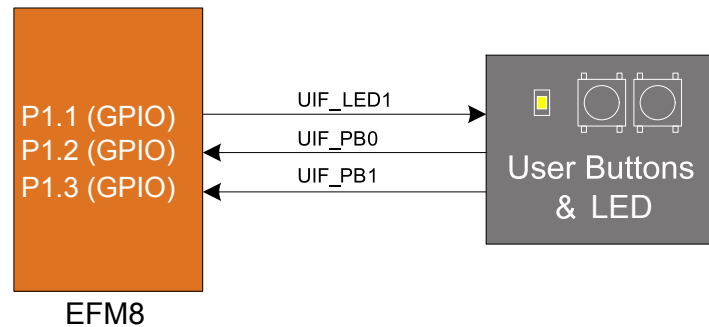 P1.1 (GPIO)
P1.2 (GPIO)
P1.3 (GPIO)
UIF_LED1
UIF_PB0
UIF_PB1
User Buttons
& LED
EFM8